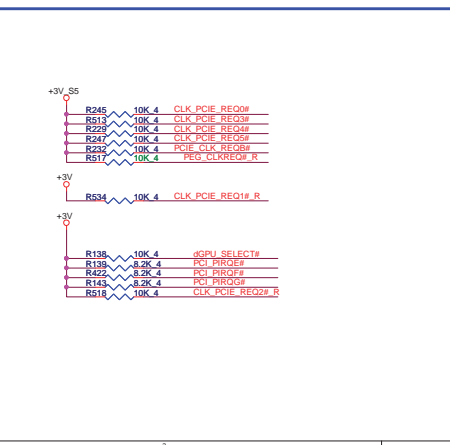 +3V_S5
R245 10K_4 CLK_PCIE_REQ0#
R513 10K_4 CLK_PCIE_REQ3#
R229 10K_4 CLK_PCIE_REQ4#
R247 10K_4 CLK_PCIE_REQ5#
R232 10K_4 PCIE_CLK_REQB#
R517 10K_4 PEG_CLKREQ#_R
+3V
R534 10K_4 CLK_PCIE_REQ1#_R
+3V
R138 10K_4 dGPU_SELECT#
R139 8.2K_4 PCI_PIRQE#
R422 8.2K_4 PCI_PIRQF#
R143 8.2K_4 PCI_PIRQG#
R518 10K_4 CLK_PCIE_REQ2#_R